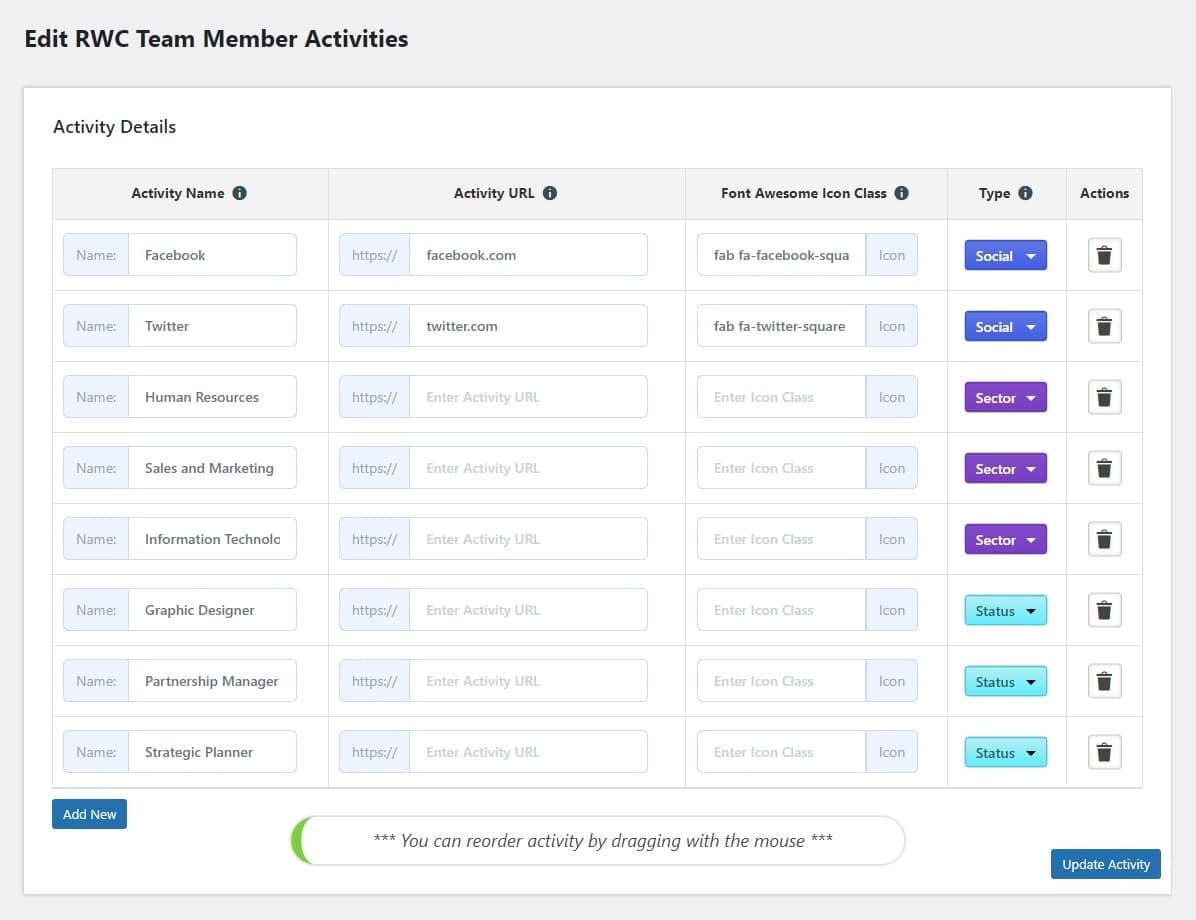 Edit RWC Team Member Activities
Activity Details
Activity Name Activity URL Font Awesome Icon Class Type Actions
Name: Facebook https:// facebook.com fab fa-facebook-squa Icon Social
Name: Twitter https:// twitter.com fab fa-twitter-square Icon Social
Name: Human Resources https:// Enter Activity URL Enter Icon Class Icon Sector
Name: Sales and Marketing https:// Enter Activity URL Enter Icon Class Icon Sector
Name: Information Technolo https:// Enter Activity URL Enter Icon Class Icon Sector
Name: Graphic Designer https:// Enter Activity URL Enter Icon Class Icon Status
Name: Partnership Manager https:// Enter Activity URL Enter Icon Class Icon Status
Name: Strategic Planner https:// Enter Activity URL Enter Icon Class Icon Status
Add New
*** You can reorder activity by dragging with the mouse ***
Update Activity